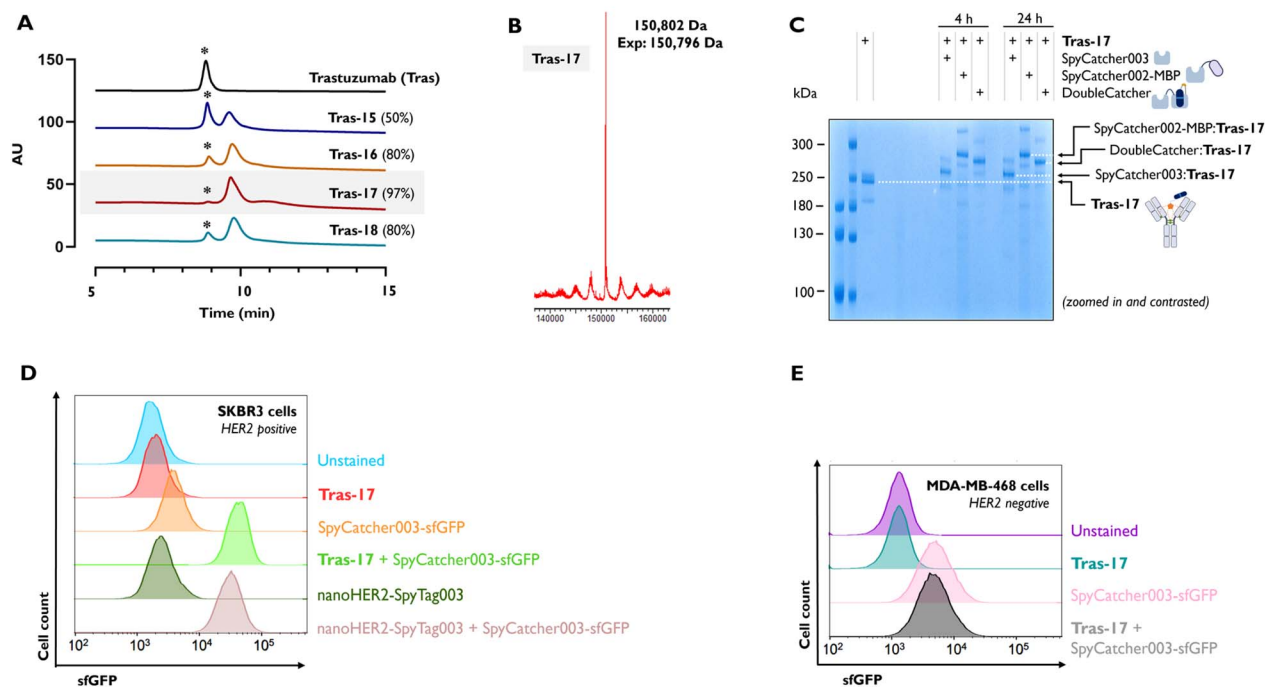 A
150
100
50
0
AU
*
Trastuzumab (Tras)
*
Tras-15 (50%)
*
Tras-16 (80%)
*
Tras-17 (97%)
*
Tras-18 (80%)
5 10 15
Time (min)
B
150,802 Da
Exp: 150,796 Da
Tras-17
140000 150000 160000
C
4 h 24 h
+ + + + + + + Tras-17
+ + SpyCatcher003
+ + SpyCatcher002-MBP
+ + DoubleCatcher
kDa
300
250
180
130
100
SpyCatcher002-MBP:Tras-17
DoubleCatcher:Tras-17
SpyCatcher003:Tras-17
Tras-17
(zoomed in and contrasted)
D
SKBR3 cells
HER2 positive
Unstained
Tras-17
SpyCatcher003-sfGFP
Tras-17 + SpyCatcher003-sfGFP
nanoHER2-SpyTag003
nanoHER2-SpyTag003 + SpyCatcher003-sfGFP
Cell count
10² 10³ 10⁴ 10⁵
sfGFP
E
MDA-MB-468 cells
HER2 negative
Unstained
Tras-17
SpyCatcher003-sfGFP
Tras-17 +
SpyCatcher003-sfGFP
Cell count
10² 10³ 10⁴ 10⁵
sfGFP